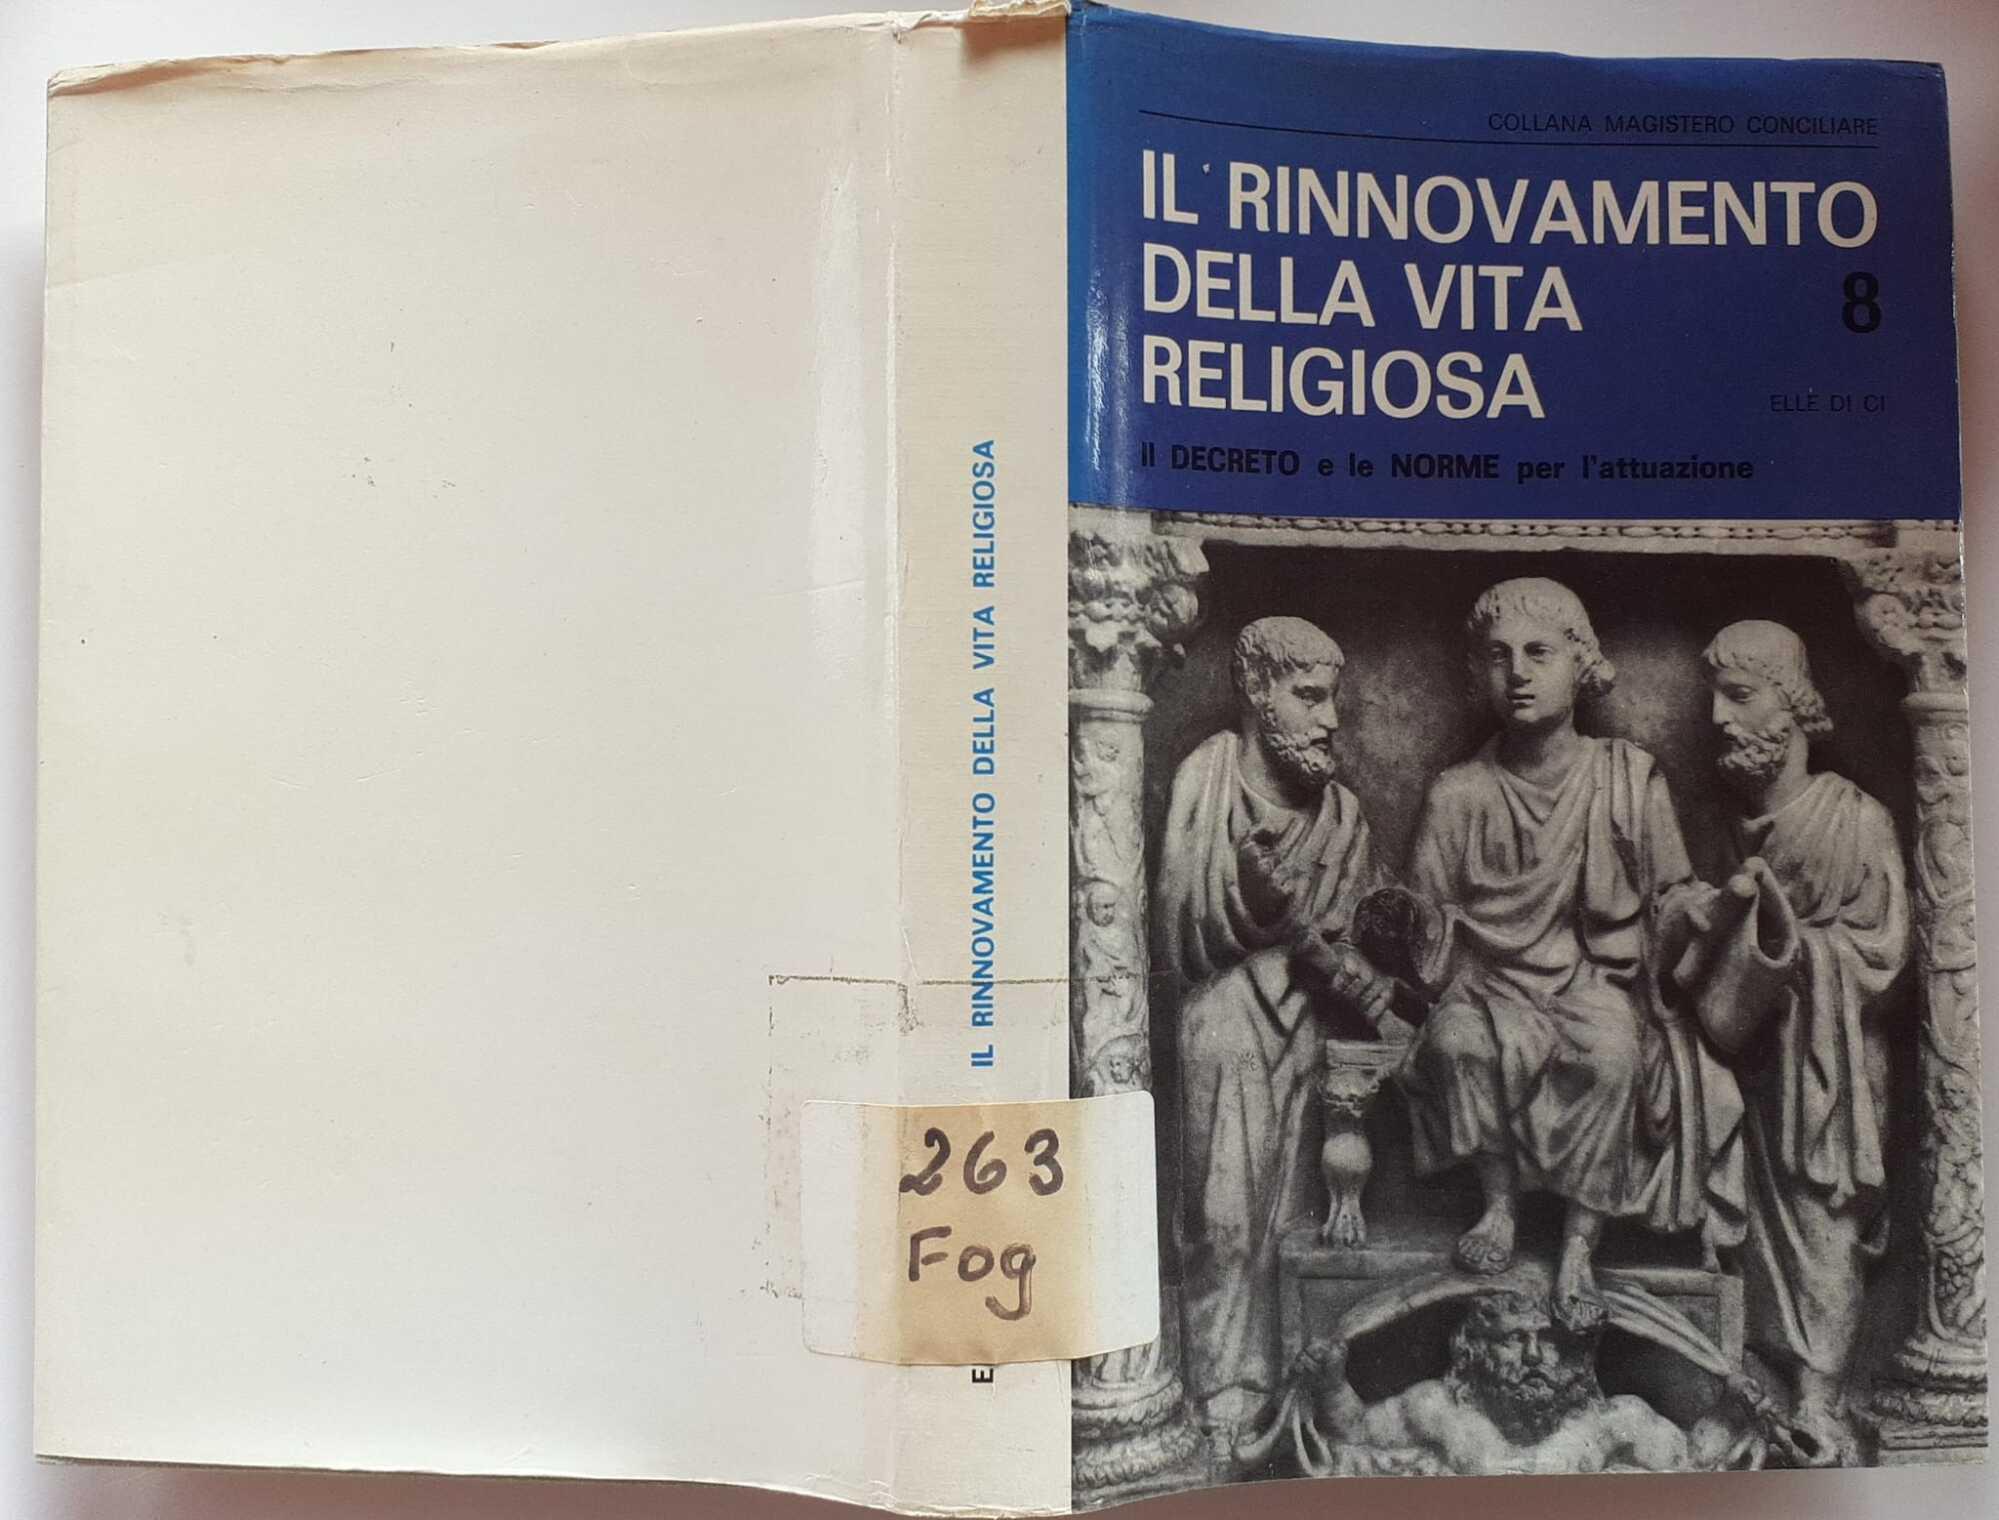 COLLANA MAGISTERO CONCILIARE
IL RINNOVAMENTO
DELLA VITA
8
RELIGIOSA
ELLE DI CI
Il DECRETO e le NORME per l'attuazione
IL RINNOVAMENTO DELLA VITA RELIGIOSA
E
263
Fog